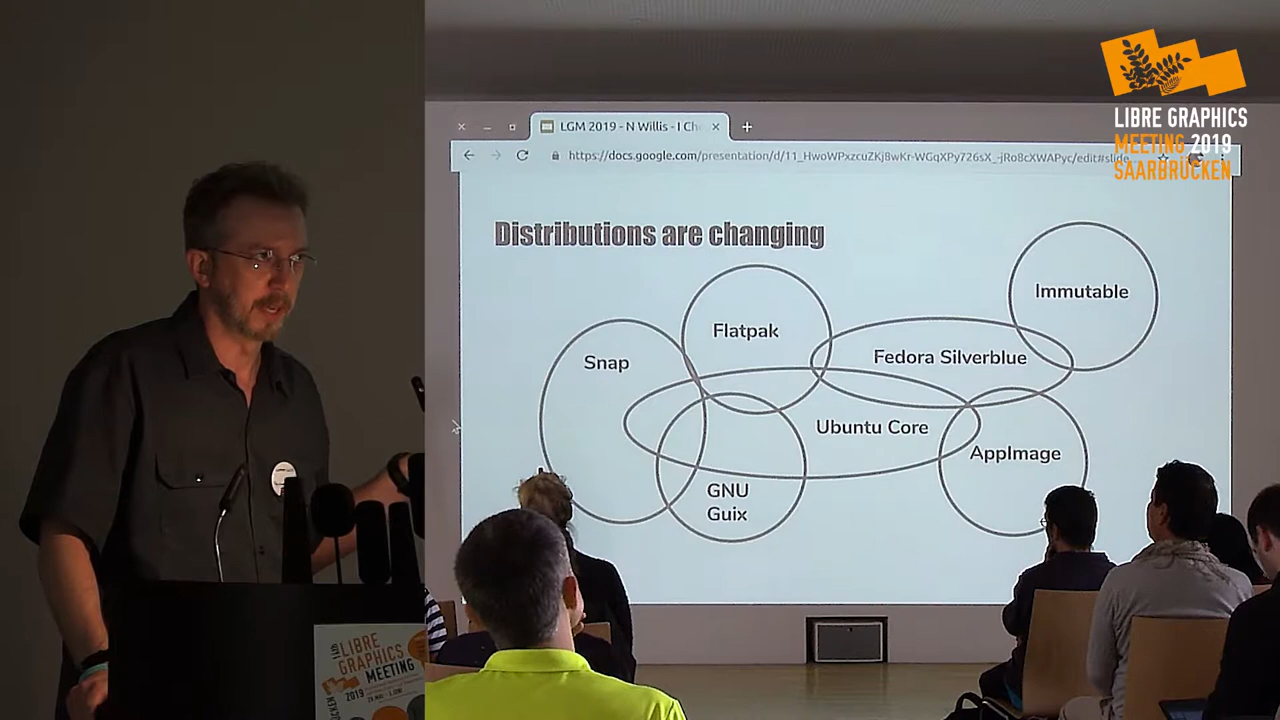 LIBRE GRAPHICS
MEETING 2019
SAARBRÜCKEN
LGM 2019 - N Willis - I Ch
https://docs.google.com/presentation/d/11_HwoWPxzcuZKj8wKr-WGqXPy726sX_-jRo8cXWAPyc/edit#slide
Distributions are changing
Immutable
Flatpak
Snap
Fedora Silverblue
Ubuntu Core
AppImage
GNU
Guix
LIBRE
GRAPHICS
MEETING
2019